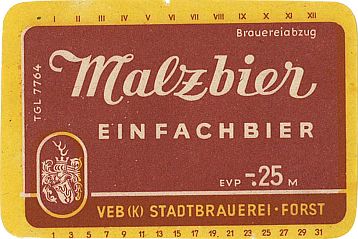 I II III IV V VI VII VIII IX X XI XII
Brauereiabzug
TGL 7764
Malzbier
EINFACHBIER
EVP -.25 M
VEB (K) STADTBRAUEREI · FORST
1 3 5 7 9 11 13 15 17 19 21 23 25 27 29 31